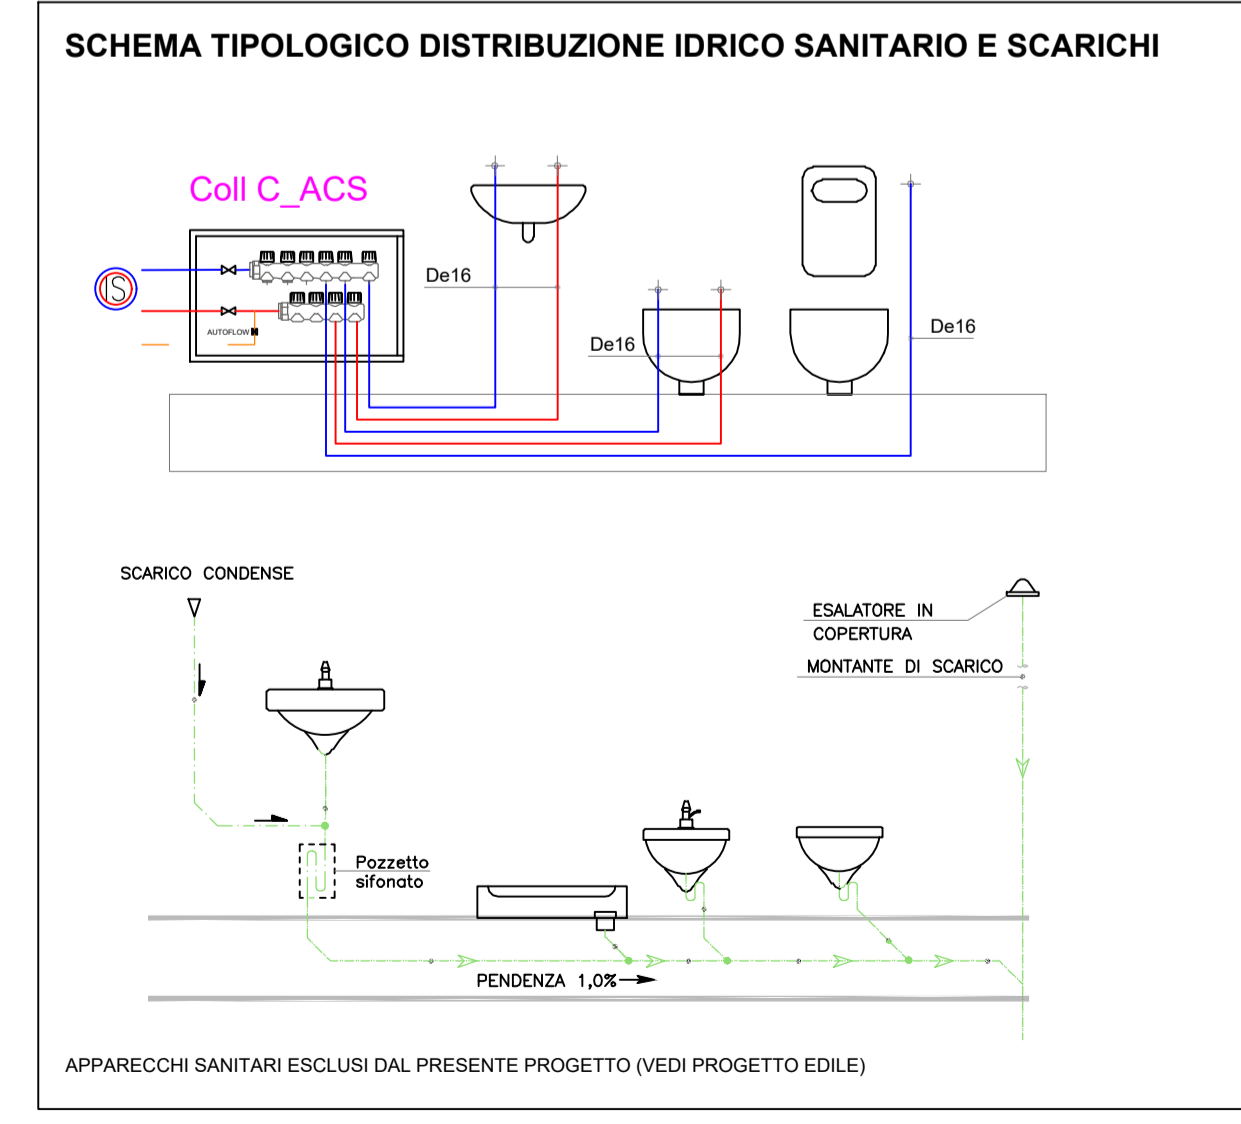 SCHEMA TIPOLOGICO DISTRIBUZIONE IDRICO SANITARIO E SCARICHI
Coll C_ACS
IS
AUTOFLOW
De16
De16
De16
SCARICO CONDENSE
ESALATORE IN
COPERTURA
MONTANTE DI SCARICO
Pozzetto
sifonato
PENDENZA 1,0%
APPARECCHI SANITARI ESCLUSI DAL PRESENTE PROGETTO (VEDI PROGETTO EDILE)